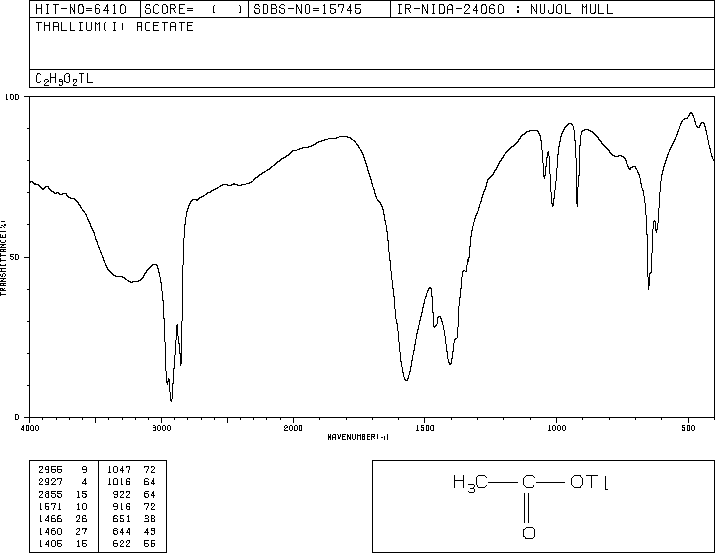 HIT-NO=6410 SCORE= ( ) SDBS-NO=15745 IR-NIDA-24060 : NUJOL MULL
THALLIUM(I) ACETATE
C2H3O2TL
100
50
0
TRANSMITTANCE(%)
4000 3000 2000 1500 1000 500
WAVENUMBER(-1)
2956 9 1047 72
2927 4 1016 64
2855 15 922 64
1571 10 916 72
1466 26 651 38
1460 27 644 49
1405 15 622 55
H3C C OTl
O